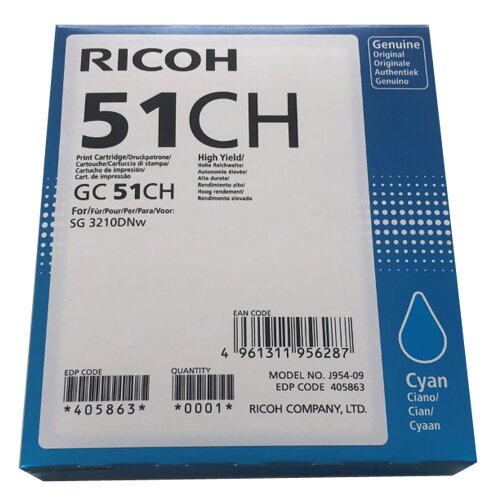 RICOH
51CH
Print Cartridge/Druckpatrone/
Cartouche/Cartuccia di stampa/
Cartucho de impresión/
Cart. de impressão
High Yield/
Hohe Reichweite/
Autonomie élevée/
Alta durata/
Rendimiento alto/
Hoog rendement/
Rendimento elevado
GC 51CH
For/Für/Pour/Per/Para/Voor:
SG 3210DNw
Genuine
Original
Originale
Authentiek
Genuino
EAN CODE
4 961311 956287
EDP CODE
*405863*
QUANTITY
*0001*
MODEL NO. J954-09
EDP CODE 405863
RICOH COMPANY, LTD.
Cyan
Ciano/
Cian/
Cyaan